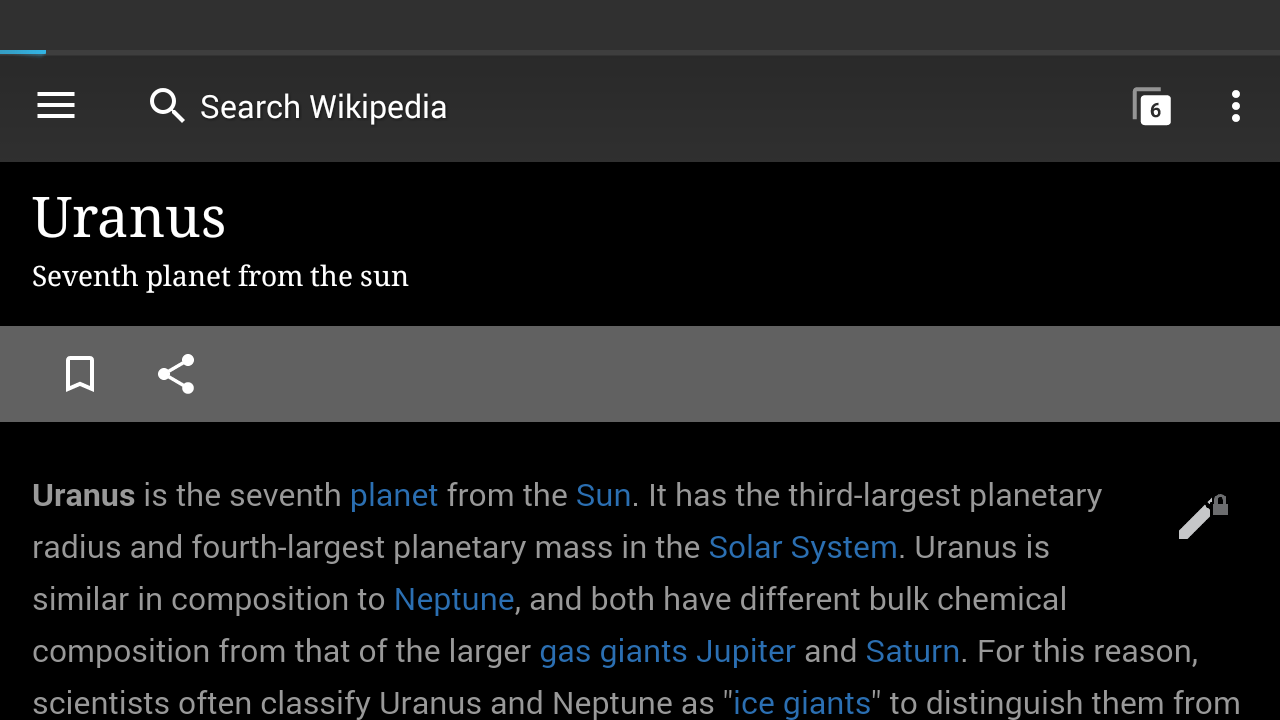 Search Wikipedia
6
Uranus
Seventh planet from the sun
Uranus is the seventh planet from the Sun. It has the third-largest planetary
radius and fourth-largest planetary mass in the Solar System. Uranus is
similar in composition to Neptune, and both have different bulk chemical
composition from that of the larger gas giants Jupiter and Saturn. For this reason,
scientists often classify Uranus and Neptune as "ice giants" to distinguish them from